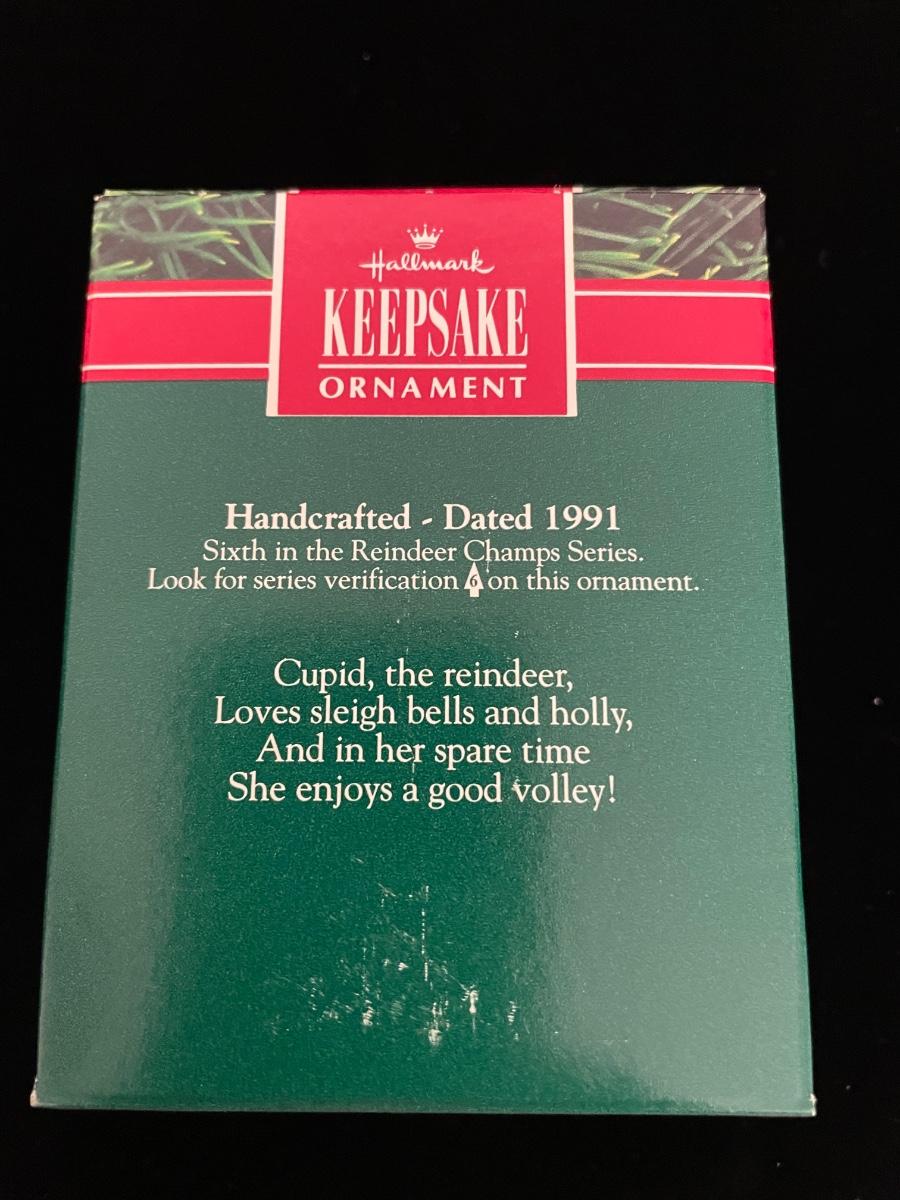 Hallmark
KEEPSAKE
ORNAMENT
Handcrafted - Dated 1991
Sixth in the Reindeer Champs Series.
Look for series verification 6 on this ornament.
Cupid, the reindeer,
Loves sleigh bells and holly,
And in her spare time
She enjoys a good volley!